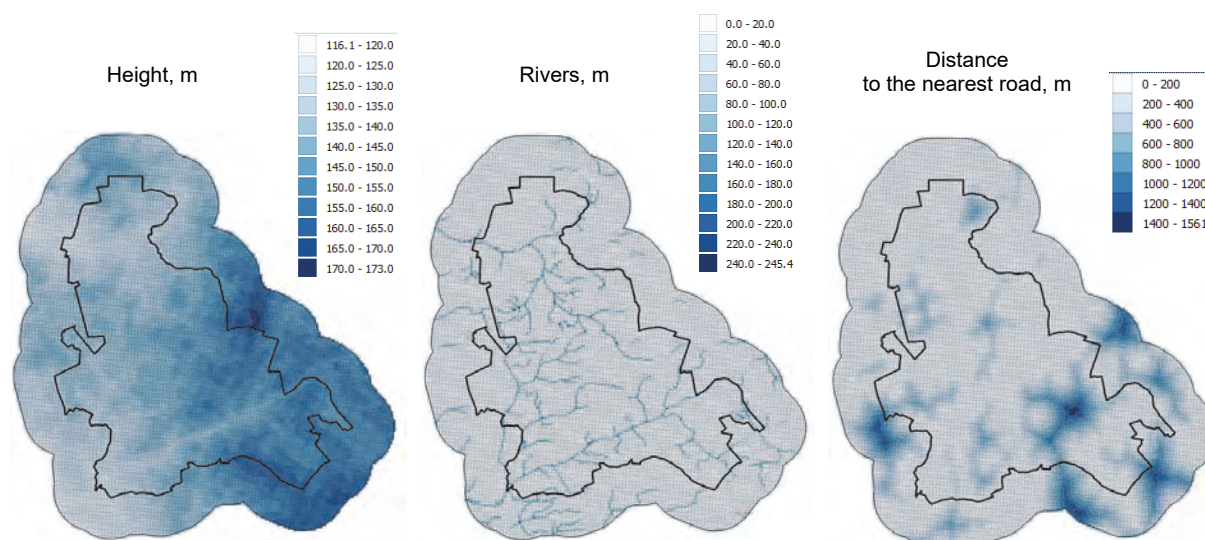 Height, m
116.1 - 120.0
120.0 - 125.0
125.0 - 130.0
130.0 - 135.0
135.0 - 140.0
140.0 - 145.0
145.0 - 150.0
150.0 - 155.0
155.0 - 160.0
160.0 - 165.0
165.0 - 170.0
170.0 - 173.0
Rivers, m
0.0 - 20.0
20.0 - 40.0
40.0 - 60.0
60.0 - 80.0
80.0 - 100.0
100.0 - 120.0
120.0 - 140.0
140.0 - 160.0
160.0 - 180.0
180.0 - 200.0
200.0 - 220.0
220.0 - 240.0
240.0 - 245.4
Distance
to the nearest road, m
0 - 200
200 - 400
400 - 600
600 - 800
800 - 1000
1000 - 1200
1200 - 1400
1400 - 1561